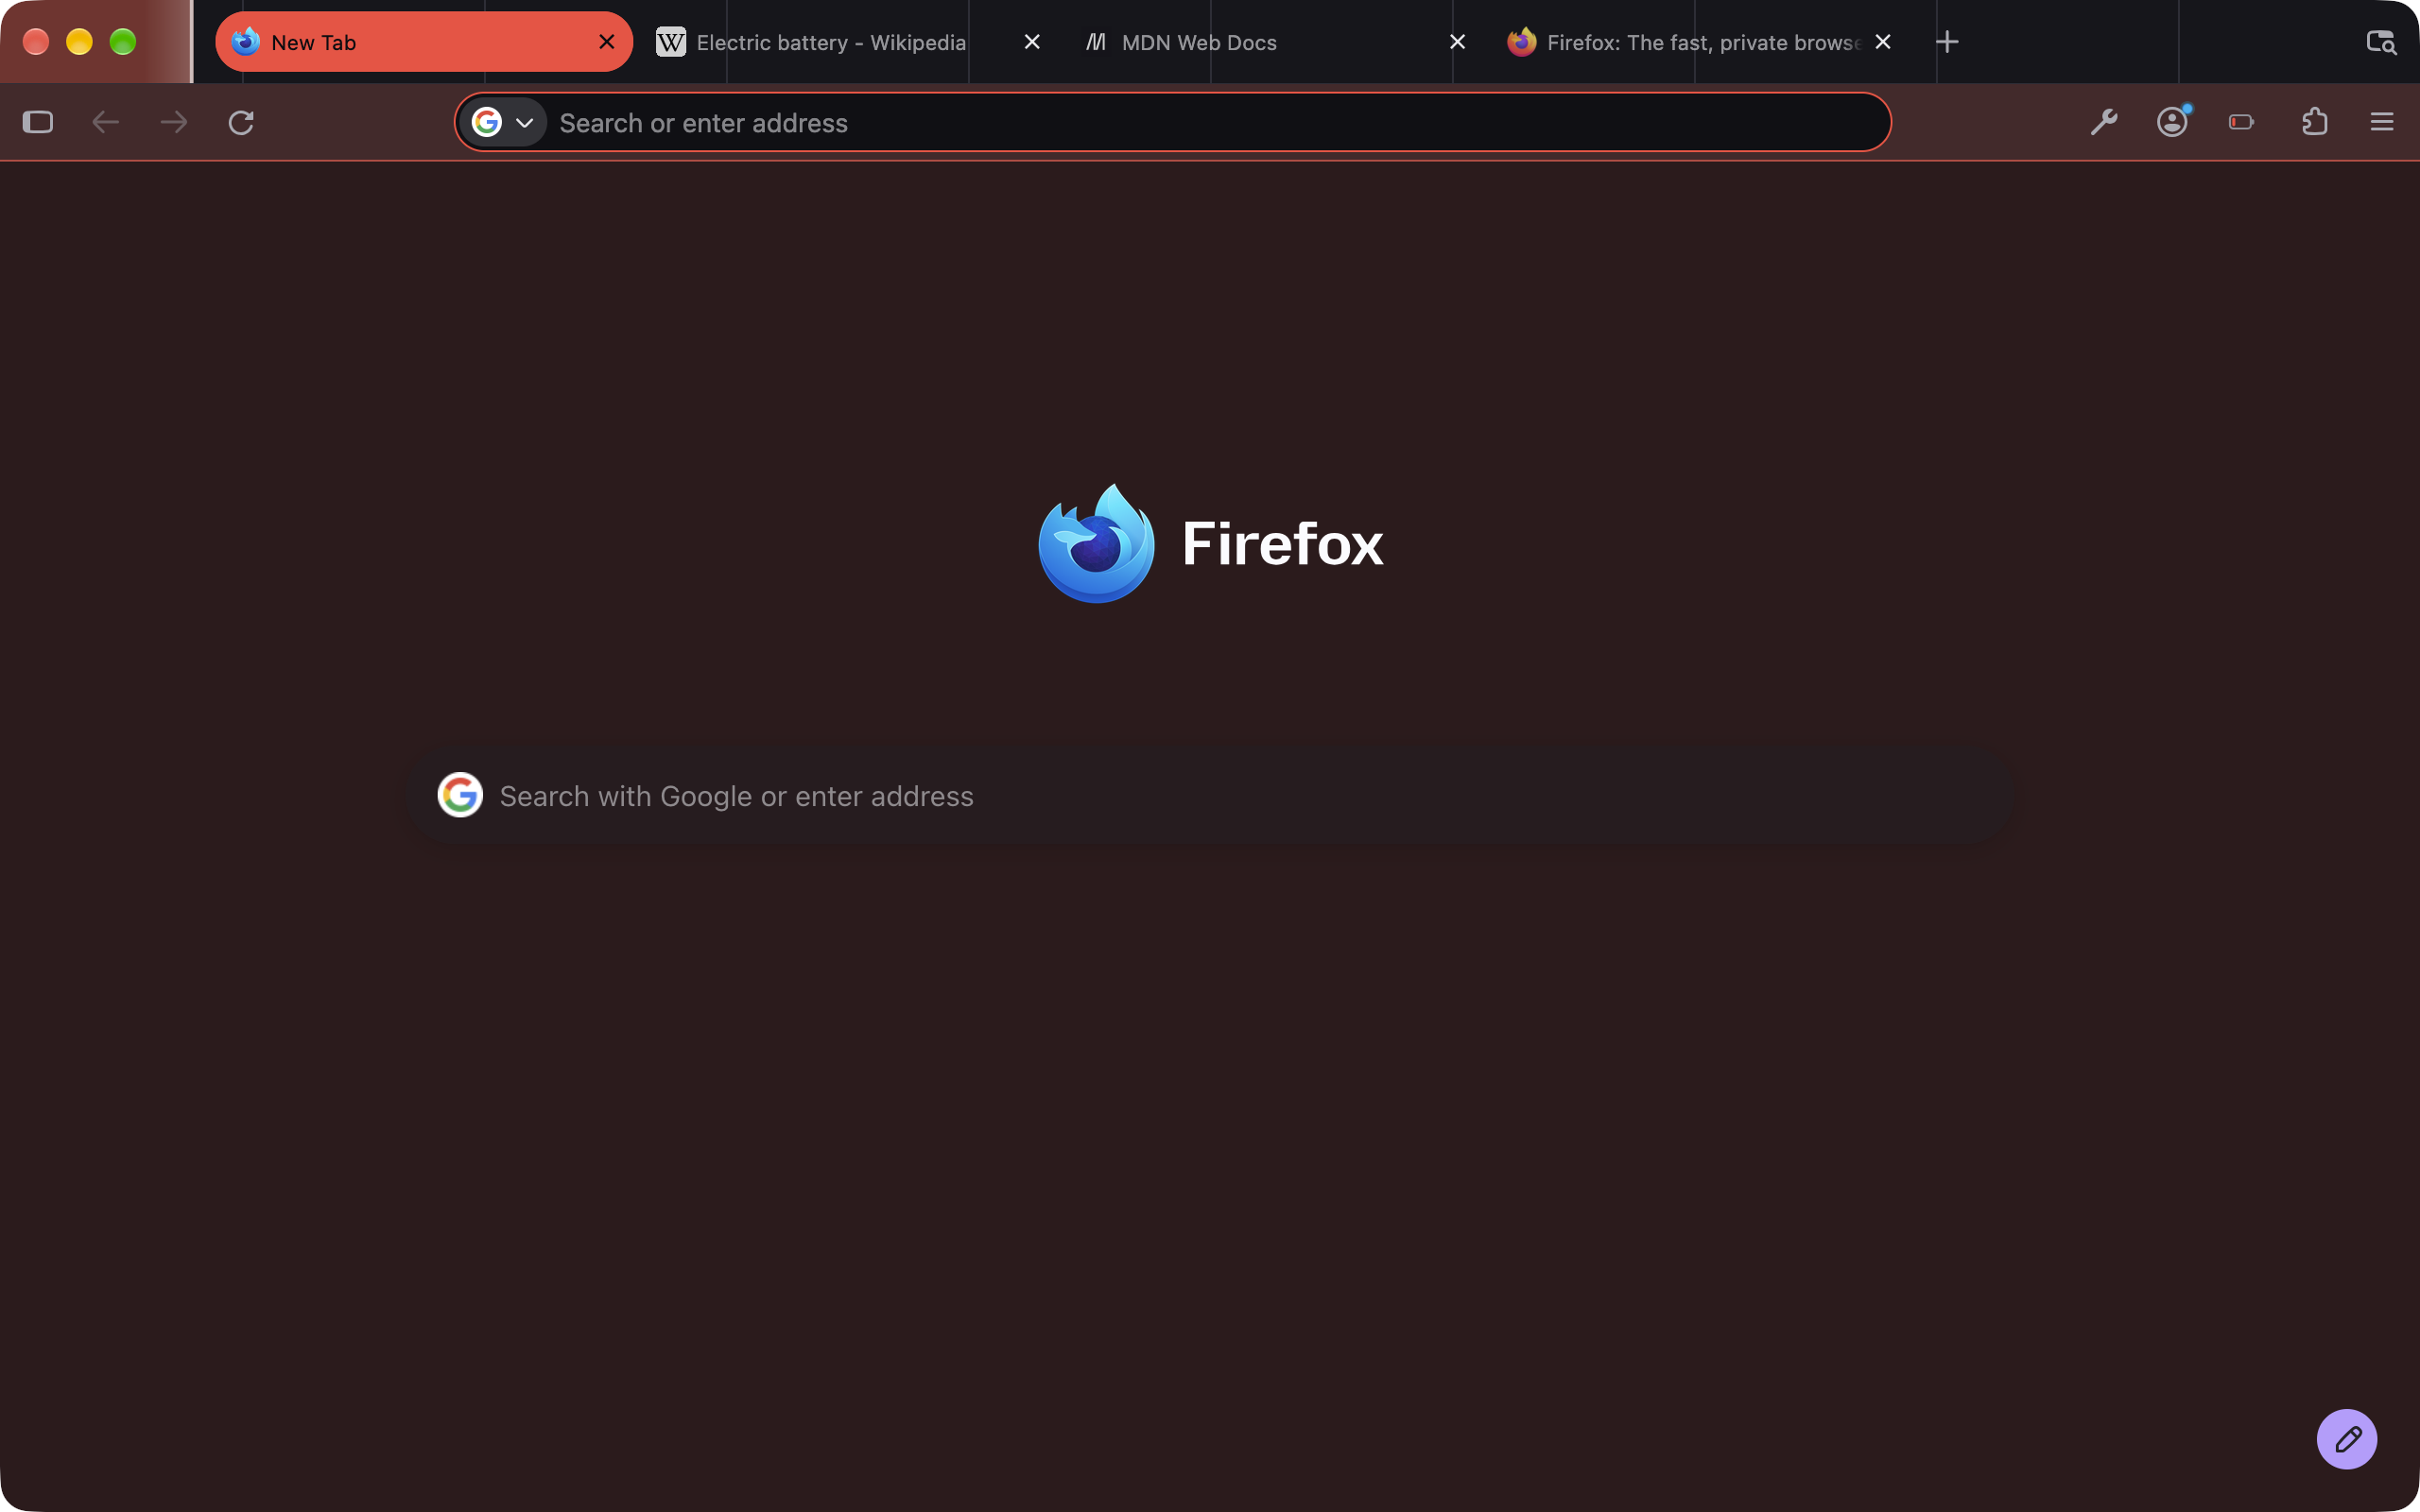 New Tab
Electric battery - Wikipedia
MDN Web Docs
Firefox: The fast, private
Search or enter address
Firefox
Search with Google or enter address